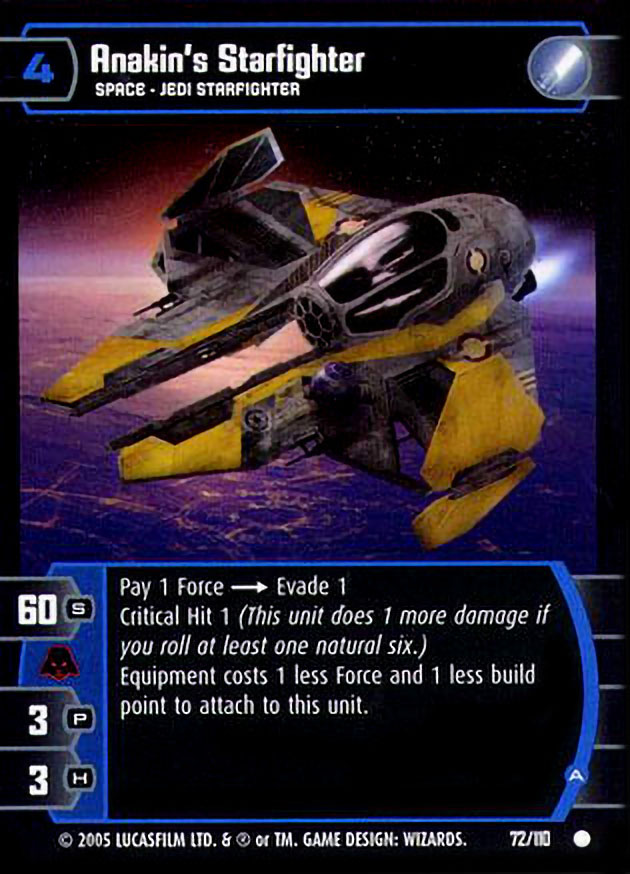 4
Anakin's Starfighter
SPACE - JEDI STARFIGHTER
60 S
3 P
3 H
Pay 1 Force → Evade 1
Critical Hit 1 (This unit does 1 more damage if
you roll at least one natural six.)
Equipment costs 1 less Force and 1 less build
point to attach to this unit.
A
© 2005 LUCASFILM LTD. & ® or TM. GAME DESIGN: WIZARDS.
72/110